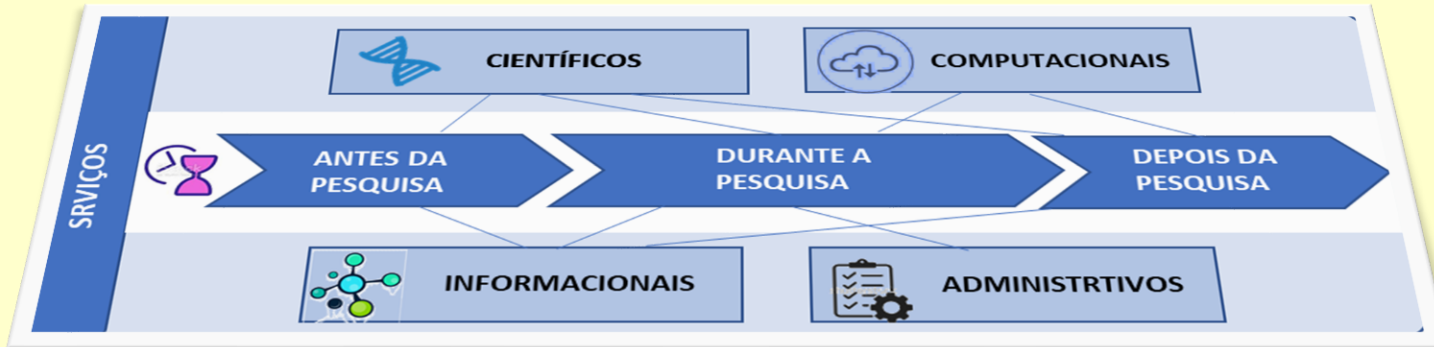 SRVIÇOS
CIENTÍFICOS
COMPUTACIONAIS
ANTES DA
PESQUISA
DURANTE A
PESQUISA
DEPOIS DA
PESQUISA
INFORMACIONAIS
ADMINISTRTIVOS